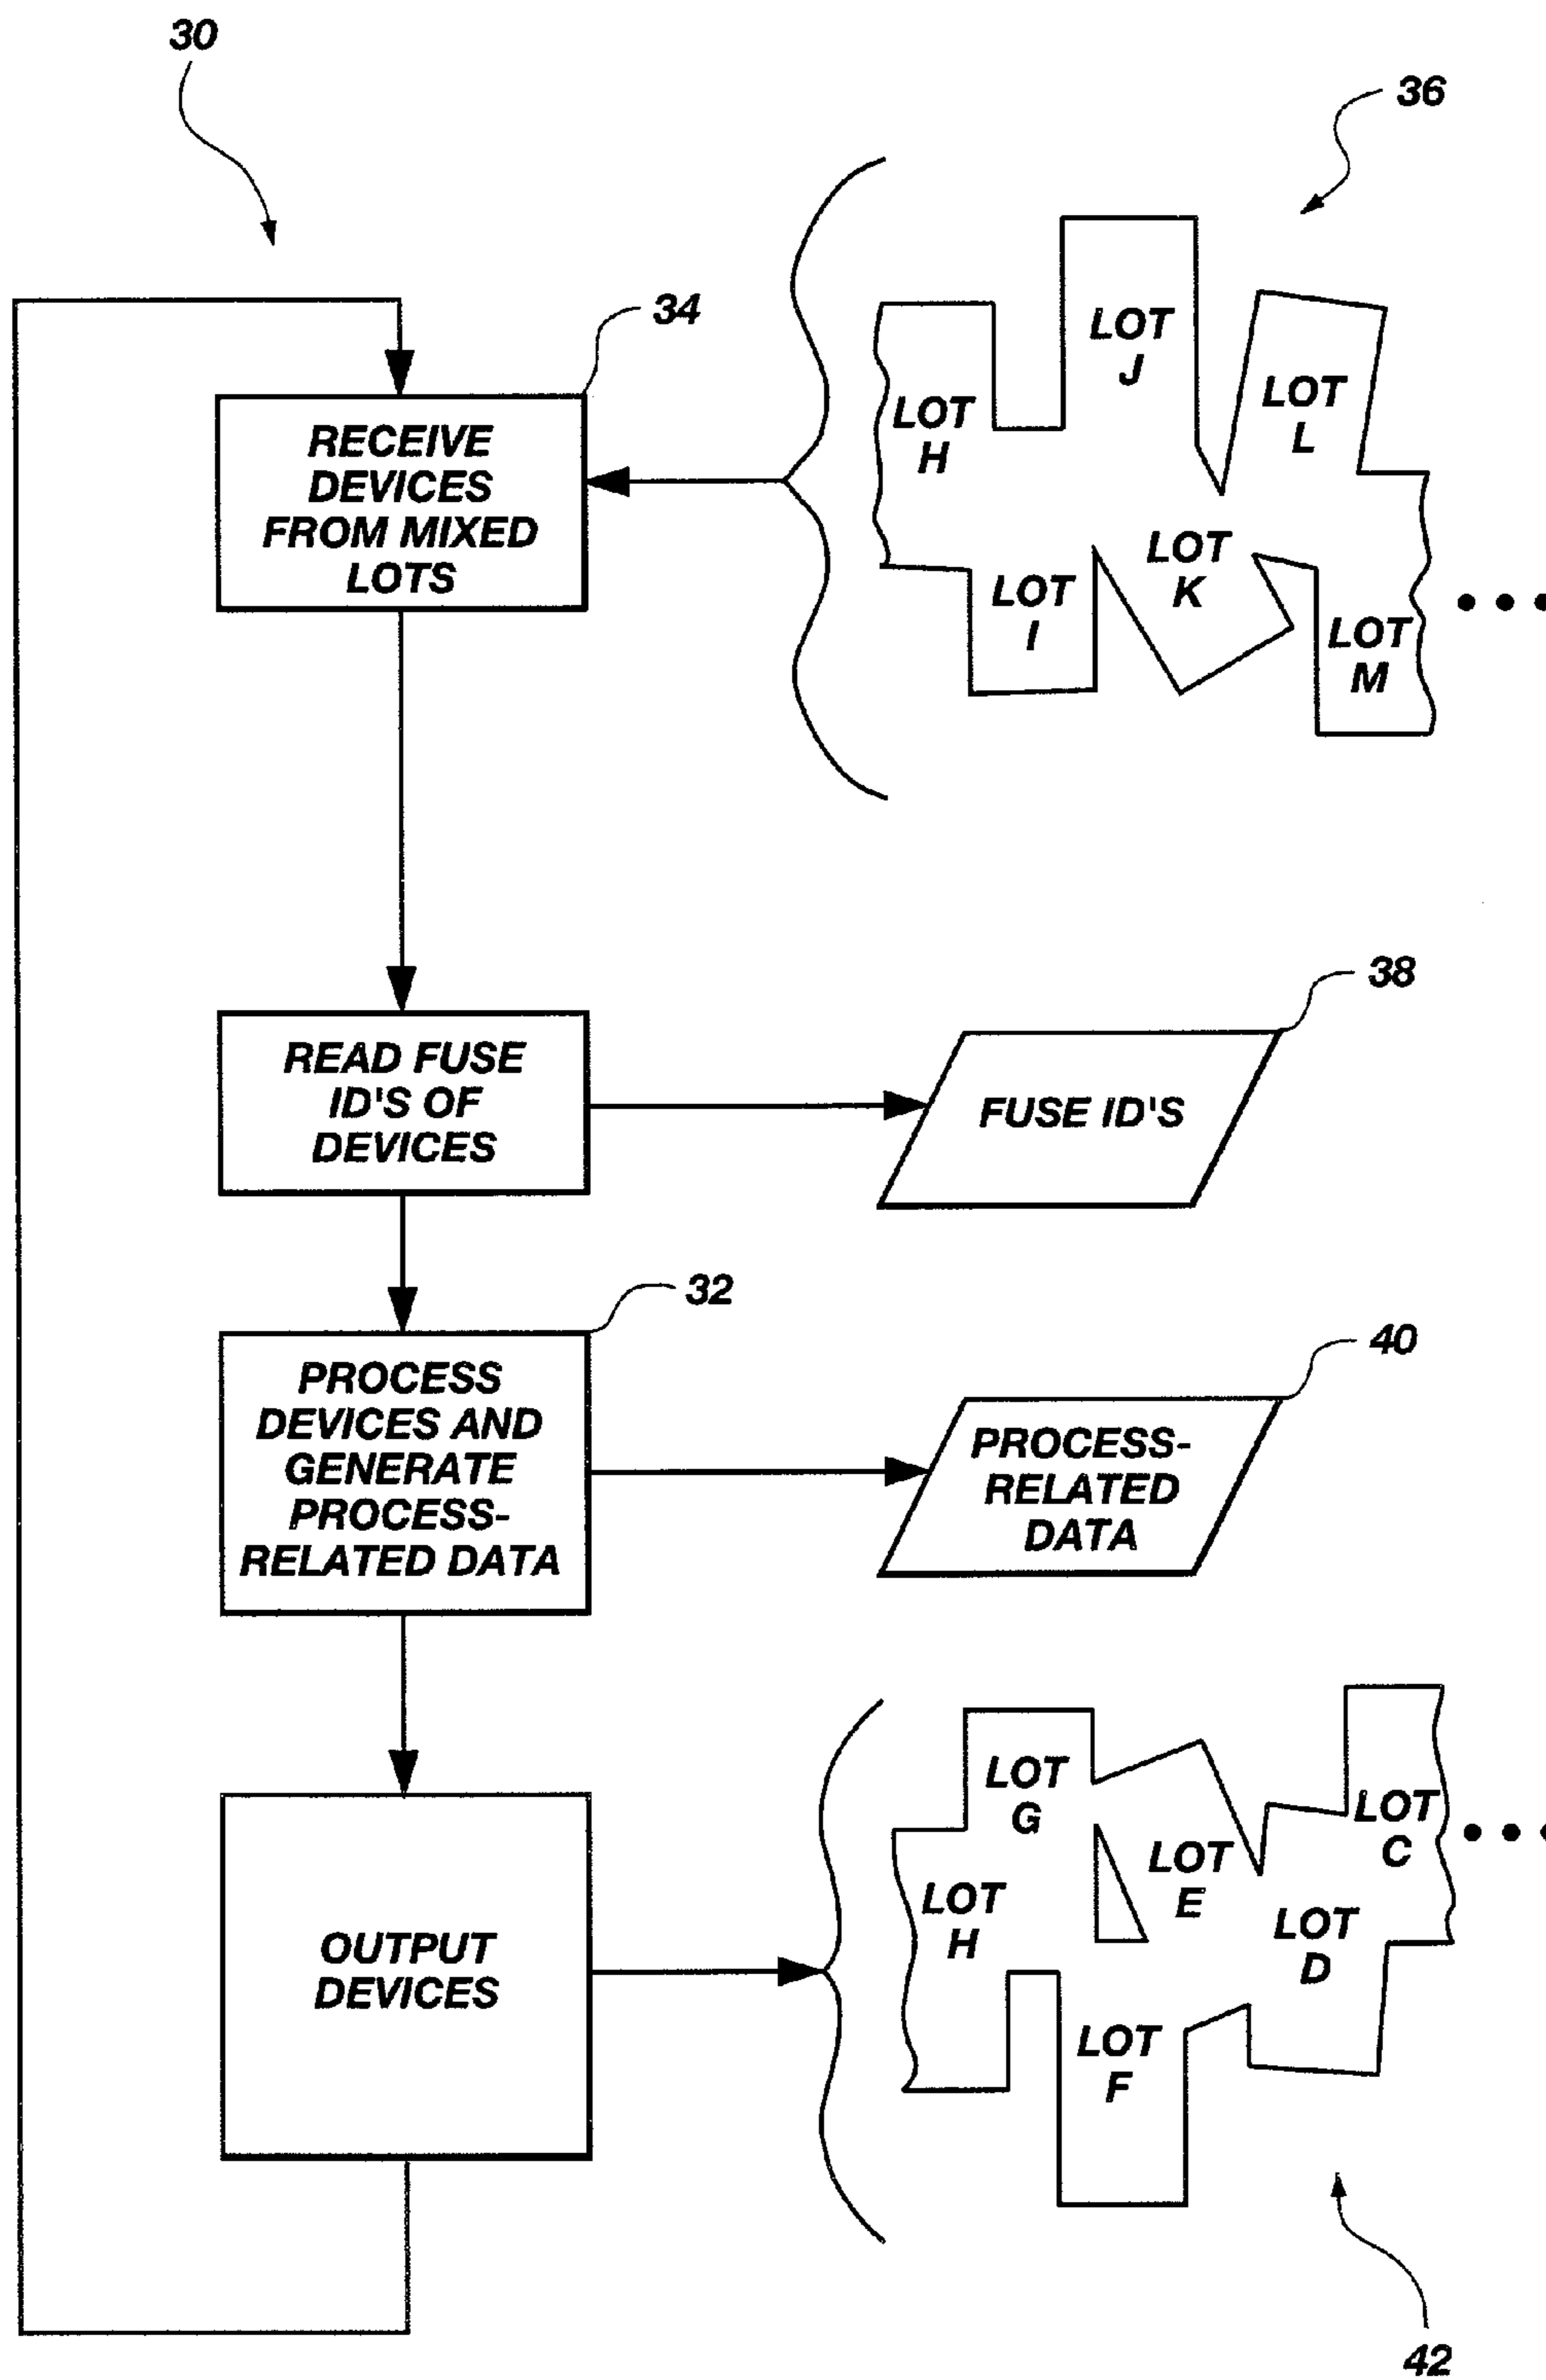 30
36
34
RECEIVE
DEVICES
FROM MIXED
LOTS
LOT
H
LOT
J
LOT
L
LOT
I
LOT
K
LOT
M
READ FUSE
ID'S OF
DEVICES
38
FUSE ID'S
32
PROCESS
DEVICES AND
GENERATE
PROCESS-
RELATED DATA
40
PROCESS-
RELATED
DATA
OUTPUT
DEVICES
LOT
G
LOT
H
LOT
E
LOT
C
LOT
D
LOT
F
42